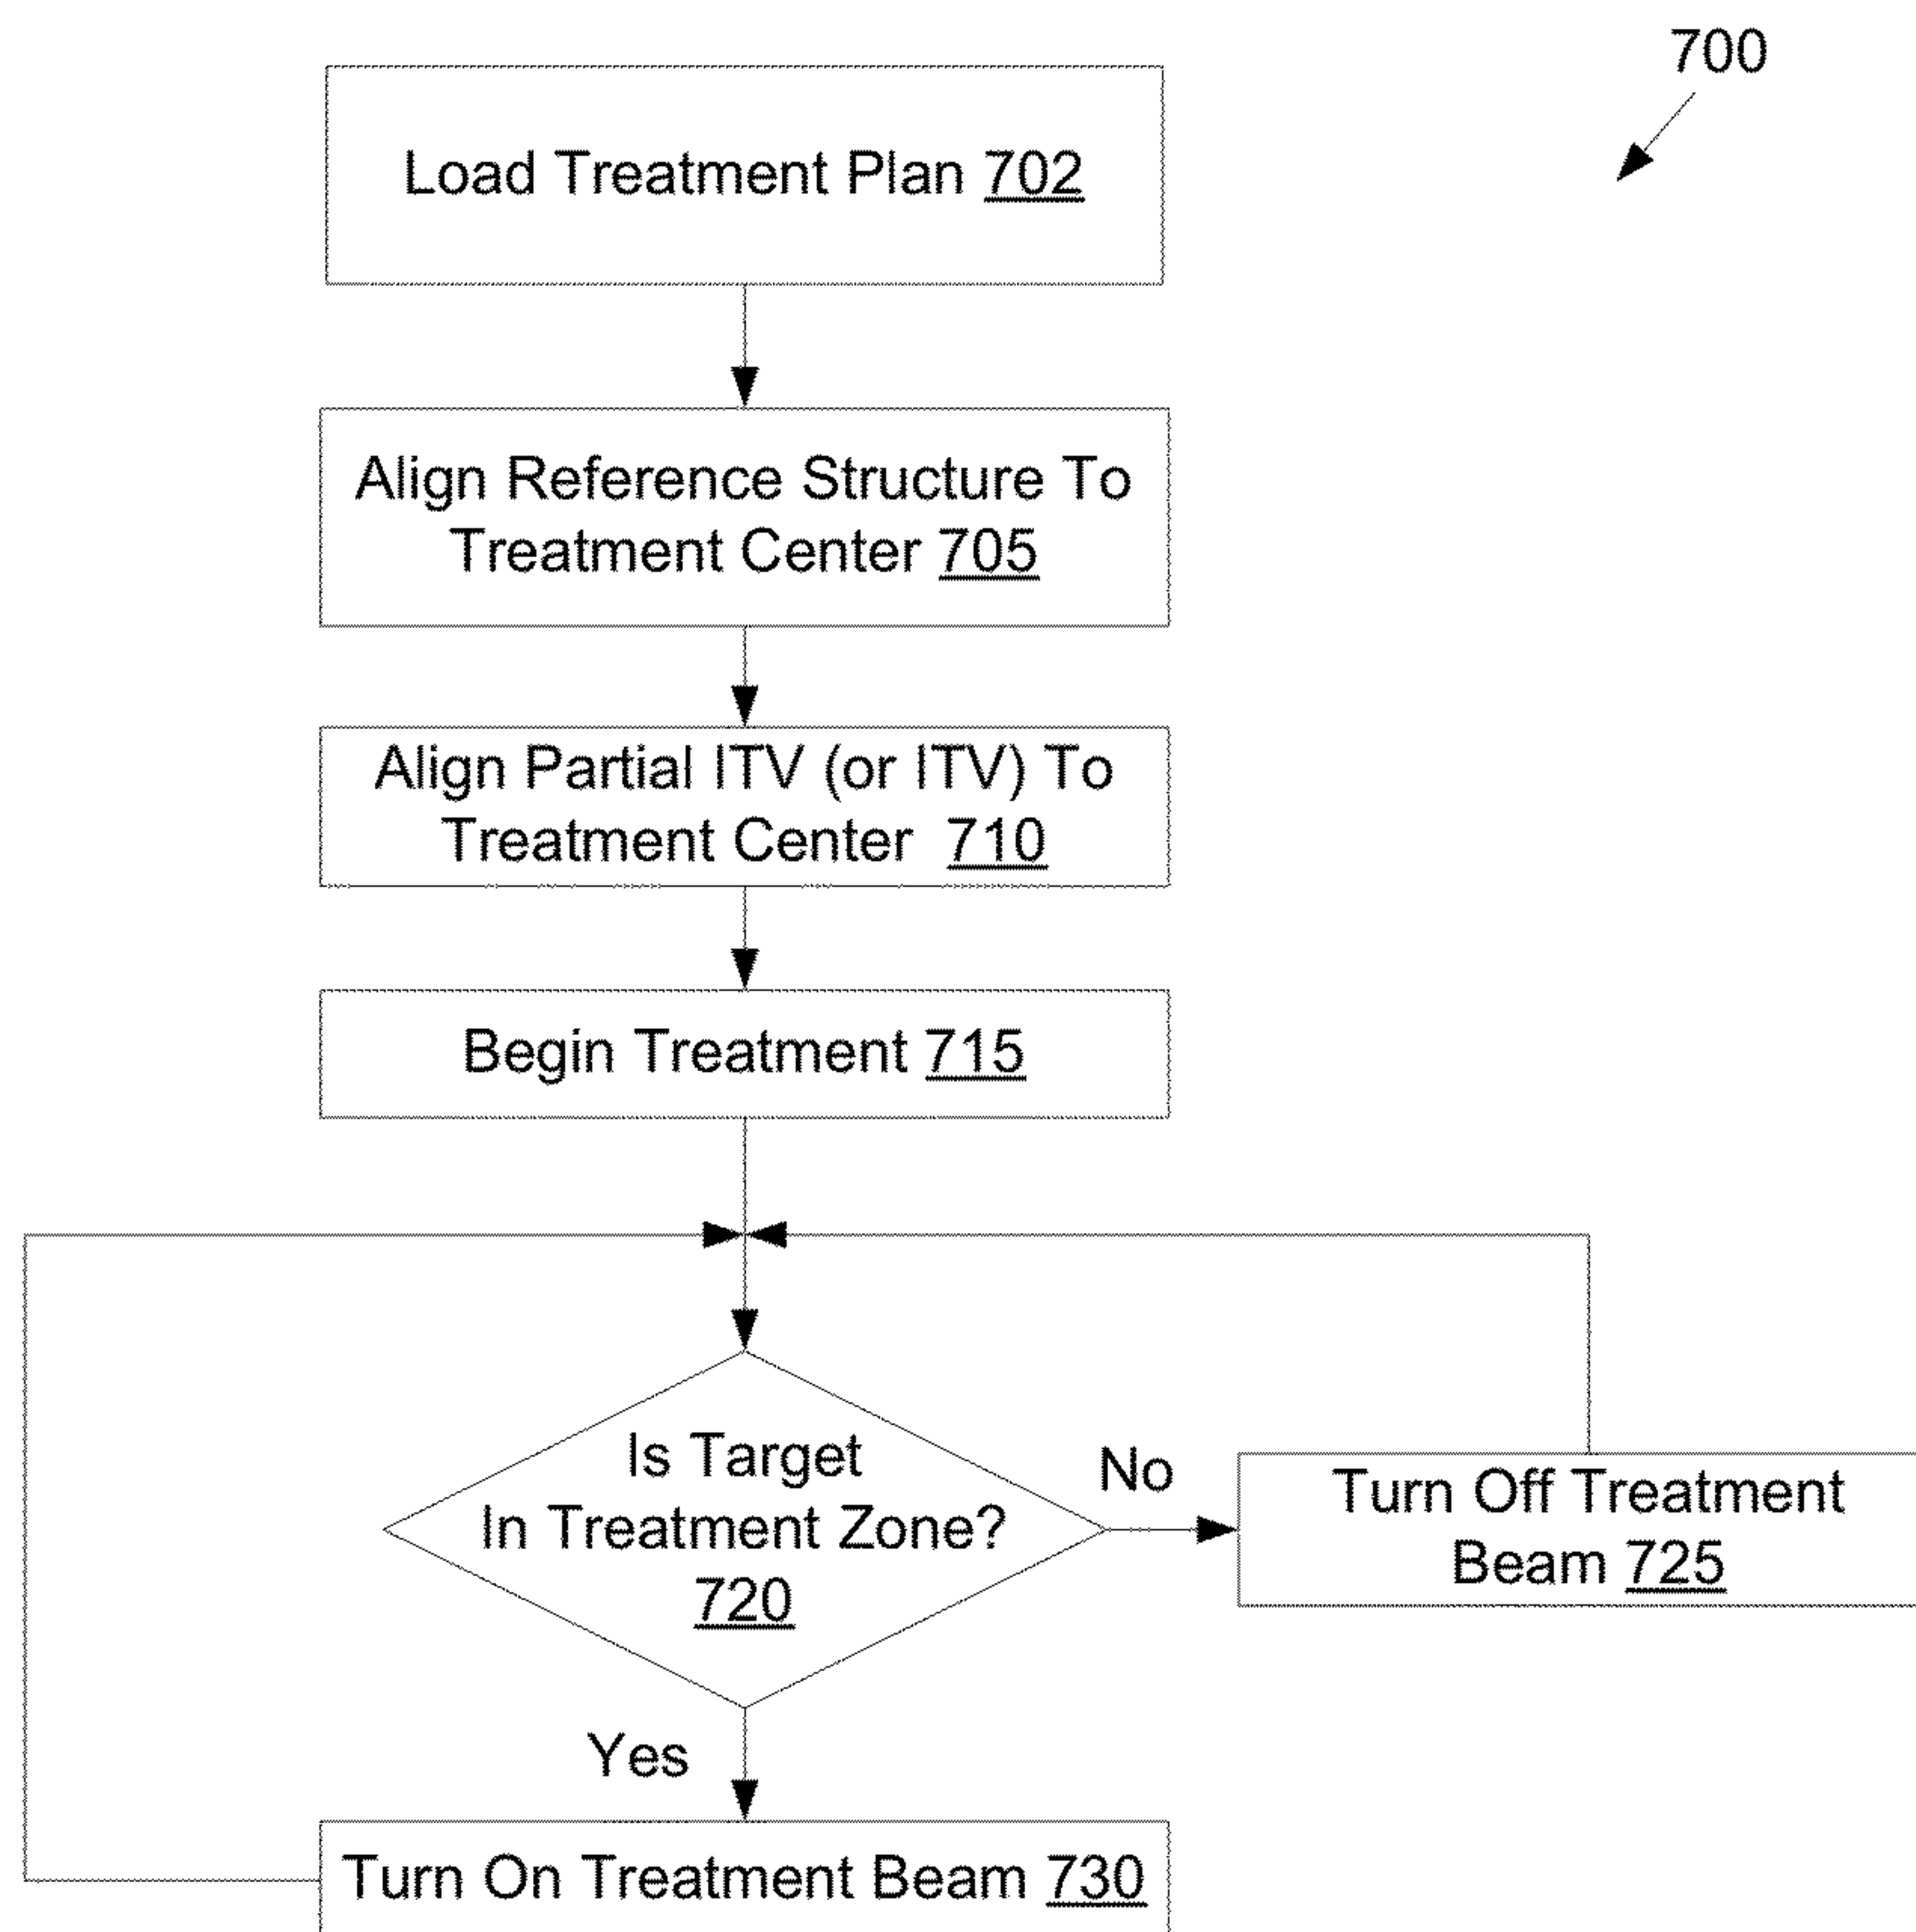 700
Load Treatment Plan 702
Align Reference Structure To
Treatment Center 705
Align Partial ITV (or ITV) To
Treatment Center 710
Begin Treatment 715
Is Target
In Treatment Zone?
720
No
Turn Off Treatment
Beam 725
Yes
Turn On Treatment Beam 730